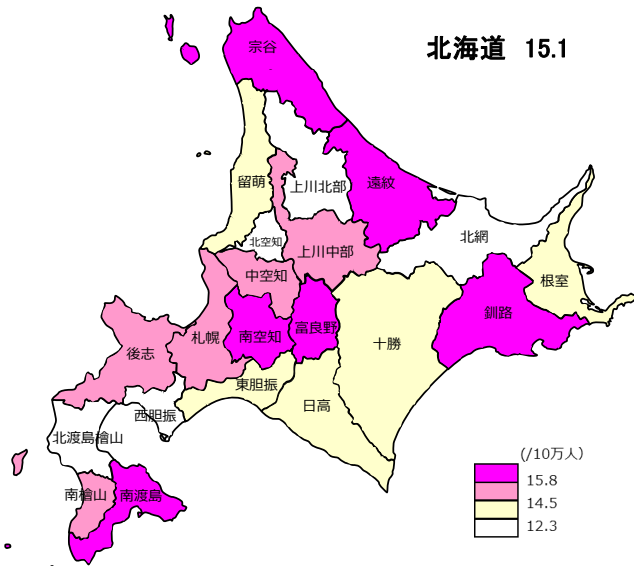 北海道 15.1
宗谷
留萌
上川北部
遠紋
北空知
北網
上川中部
中空知
根室
釧路
富良野
札幌
南空知
十勝
後志
東胆振
日高
西胆振
北渡島檜山
南檜山
南渡島
(/10万人)
15.8
14.5
12.3